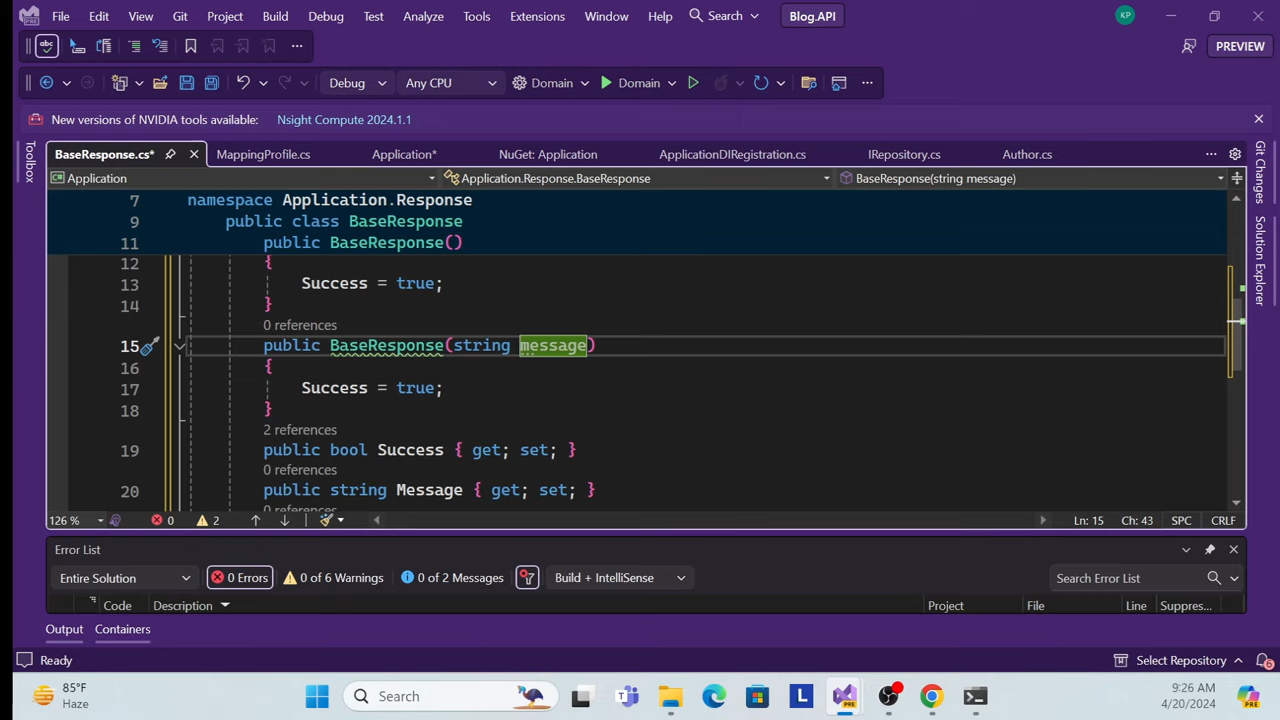 File Edit View Git Project Build Debug Test Analyze Tools Extensions Window Help Search Blog.API KP
abc PREVIEW
Debug Any CPU Domain Domain
New versions of NVIDIA tools available: Nsight Compute 2024.1.1
Toolbox
BaseResponse.cs* MappingProfile.cs Application* NuGet: Application ApplicationDIRegistration.cs IRepository.cs Author.cs
Application Application.Response.BaseResponse BaseResponse(string message)
7 namespace Application.Response
9 public class BaseResponse
11 public BaseResponse()
12 {
13 Success = true;
14 }
0 references
15 public BaseResponse(string message)
16 {
17 Success = true;
18 }
2 references
19 public bool Success { get; set; }
0 references
20 public string Message { get; set; }
0 references
Git Changes
Solution Explorer
126 % 0 2 Ln: 15 Ch: 43 SPC CRLF
Error List
Entire Solution 0 Errors 0 of 6 Warnings 0 of 2 Messages Build + IntelliSense Search Error List
Code Description Project File Line Suppres...
Output Containers
Ready Select Repository 6
85°F
Haze
Search
PRE
L
PRE
9:26 AM
4/20/2024
PRE